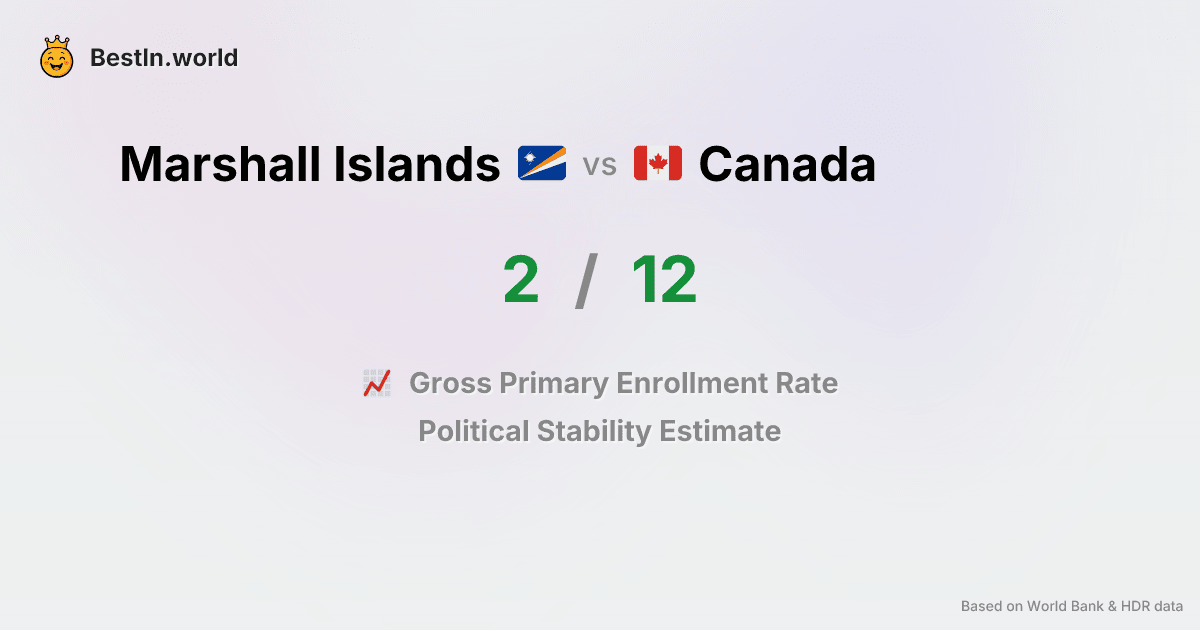 BestIn.world
Marshall Islands vs Canada
2 / 12
Gross Primary Enrollment Rate
Political Stability Estimate
Based on World Bank & HDR data